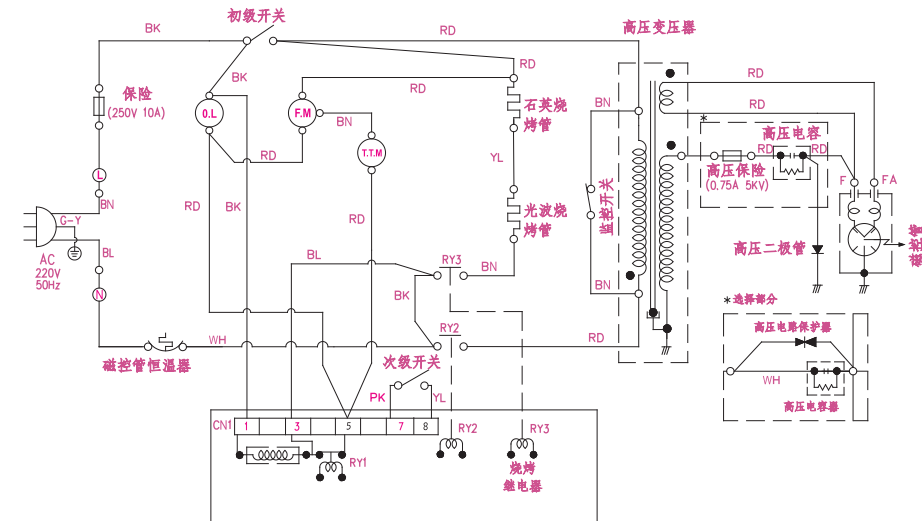 初级开关
BK
RD
高压变压器
RD
RD
保险
(250V 10A)
BK
O.L
F.M
RD
BN
T.T.M
石英烧
烤管
BN
RD
*
高压电容
RD
RD
高压保险
(0.75A 5KV)
RD
YL
L
BN
G-Y
AC
220V
50Hz
BL
N
RD
BK
RD
光波烧
烤管
监控开关
F
FA
磁控管
高压二极管
BL
RY3
BN
BK
BN
*选择部分
RY2
WH
RD
磁控管恒温器
次级开关
高压电路保护器
WH
高压电容器
PK
YL
CN1
1
3
5
7
8
RY1
RY2
RY3
烧烤
继电器